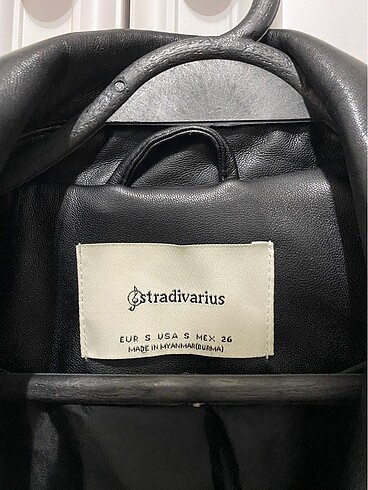 stradivarius
EUR S USA S MEX 26
MADE IN MYANMAR(BURMA)